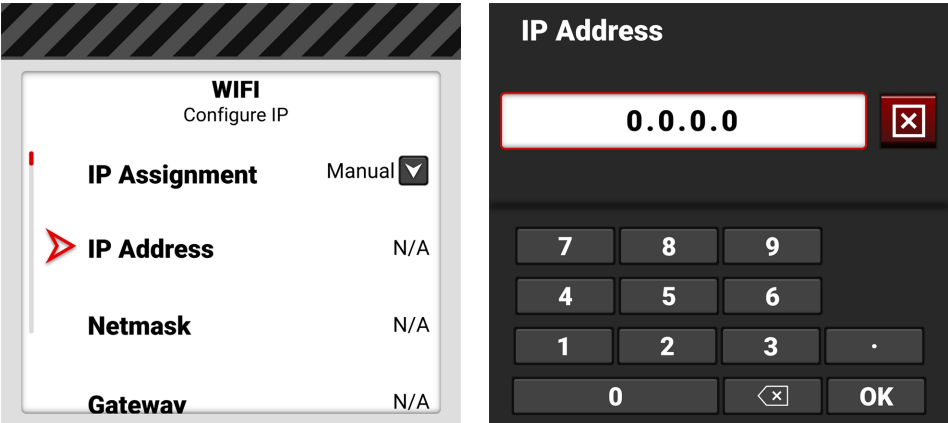 WIFI
Configure IP
IP Assignment Manual
IP Address N/A
Netmask N/A
Gateway N/A
IP Address
0.0.0.0
7 8 9
4 5 6
1 2 3 .
0 OK